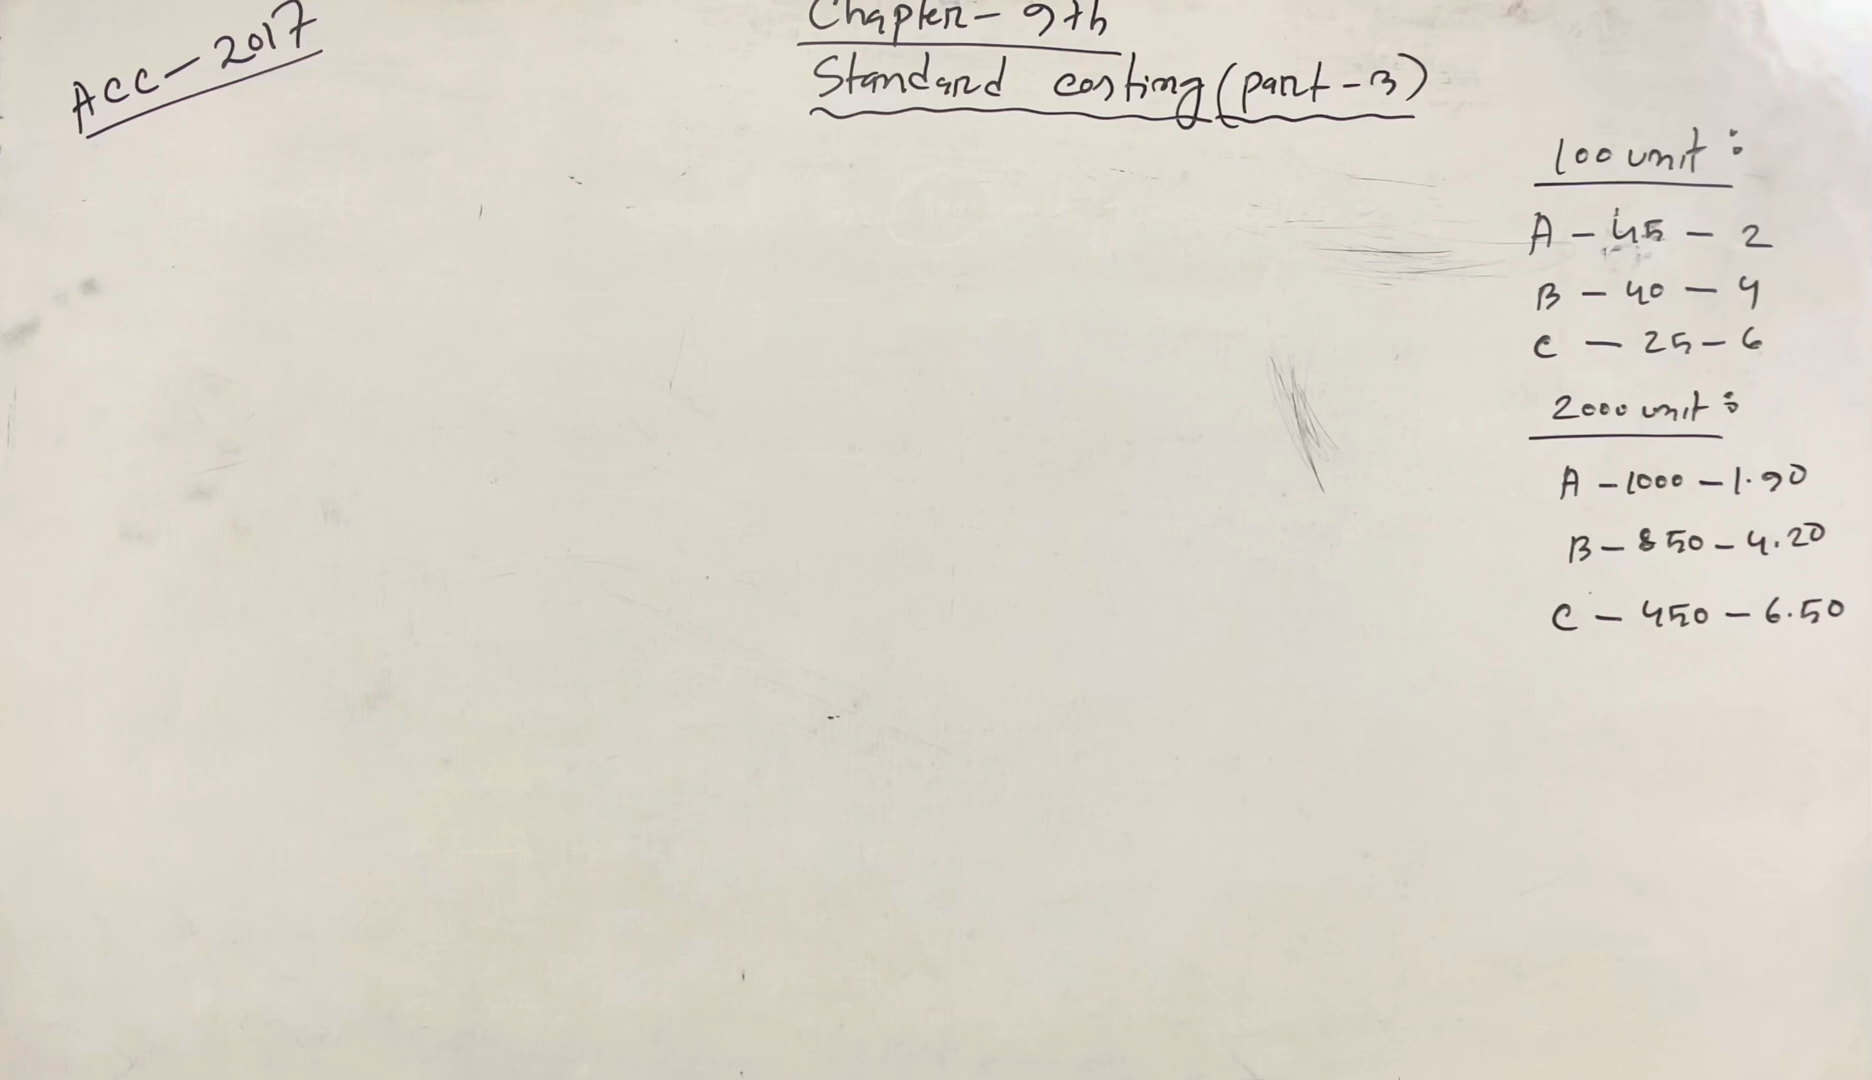 ACC - 2017
Chapter - 9th
Standard costing (part - 3)
100 unit :
A - 45 - 2
B - 40 - 4
C - 25 - 6
2000 unit :
A - 1000 - 1.90
B - 850 - 4.20
C - 450 - 6.50